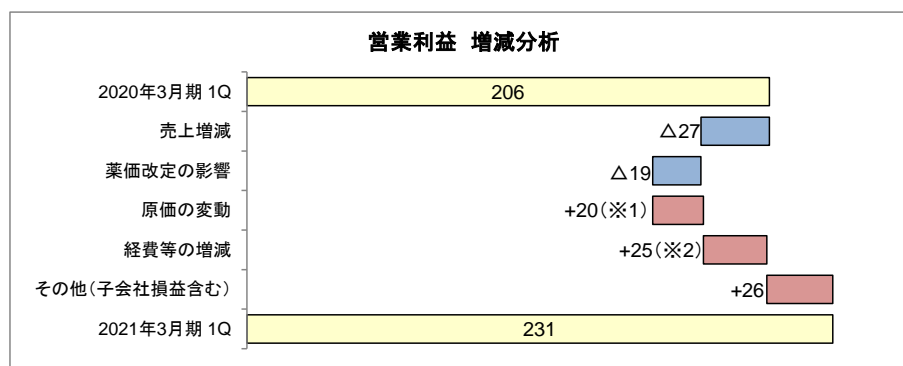 営業利益 増減分析
2020年3月期 1Q
206
売上増減
△27
薬価改定の影響
△19
原価の変動
+20(※1)
経費等の増減
+25(※2)
その他(子会社損益含む)
+26
2021年3月期 1Q
231